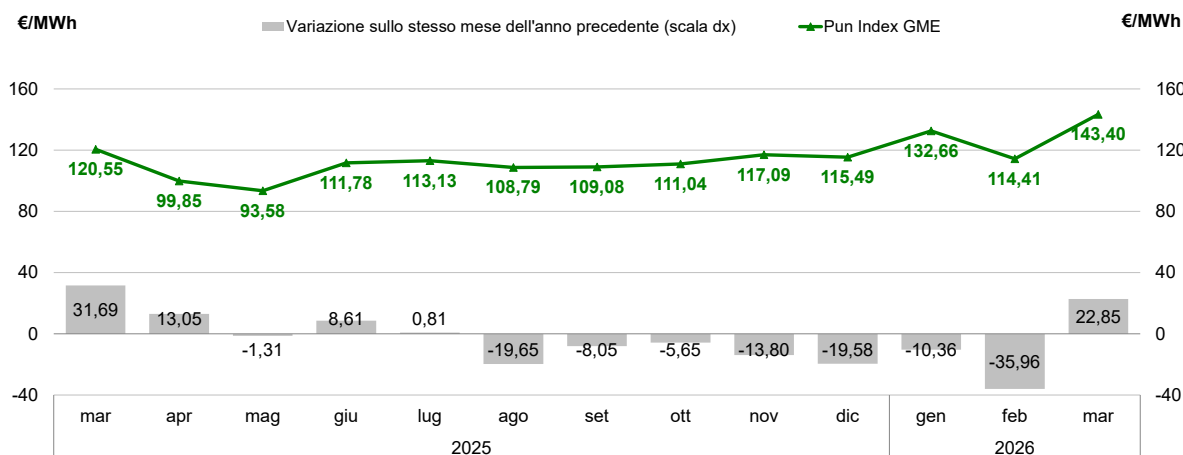 €/MWh Variazione sullo stesso mese dell'anno precedente (scala dx) Pun Index GME €/MWh
160 160
120 120
80 80
40 40
0 0
-40 -40
120,55 99,85 93,58 111,78 113,13 108,79 109,08 111,04 117,09 115,49 132,66 114,41 143,40
31,69 13,05 -1,31 8,61 0,81 -19,65 -8,05 -5,65 -13,80 -19,58 -10,36 -35,96 22,85
mar apr mag giu lug ago set ott nov dic gen feb mar
2025 2026